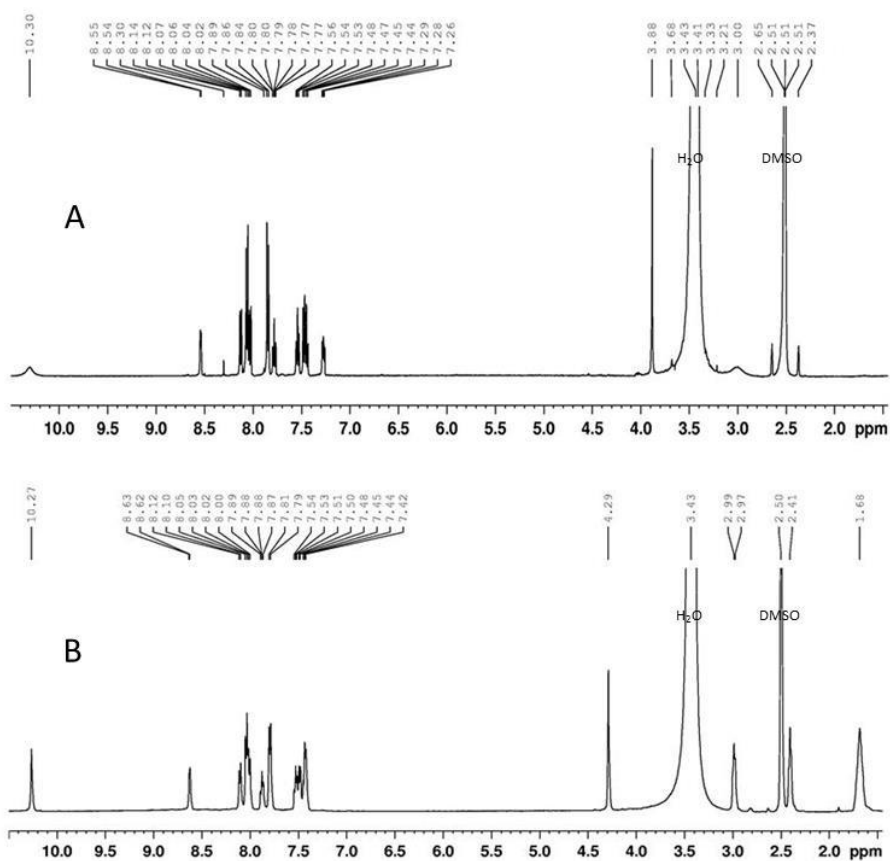 10.30 8.55 8.54 8.30 8.14 8.12 8.07 8.06 8.04 8.02 7.89 7.86 7.84 7.80 7.80 7.79 7.78 7.77 7.77 7.56 7.54 7.53 7.48 7.47 7.45 7.44 7.29 7.28 7.26 3.88 3.68 3.43 3.41 3.33 3.21 3.00 2.65 2.51 2.51 2.51 2.37
H₂O DMSO
A
10.0 9.5 9.0 8.5 8.0 7.5 7.0 6.5 6.0 5.5 5.0 4.5 4.0 3.5 3.0 2.5 2.0 ppm
10.27 8.63 8.62 8.12 8.10 8.05 8.03 8.02 8.00 7.89 7.88 7.88 7.87 7.81 7.79 7.54 7.53 7.51 7.50 7.48 7.45 7.44 7.42 4.29 3.43 2.99 2.97 2.50 2.41 1.68
H₂O DMSO
B
10.0 9.5 9.0 8.5 8.0 7.5 7.0 6.5 6.0 5.5 5.0 4.5 4.0 3.5 3.0 2.5 2.0 ppm